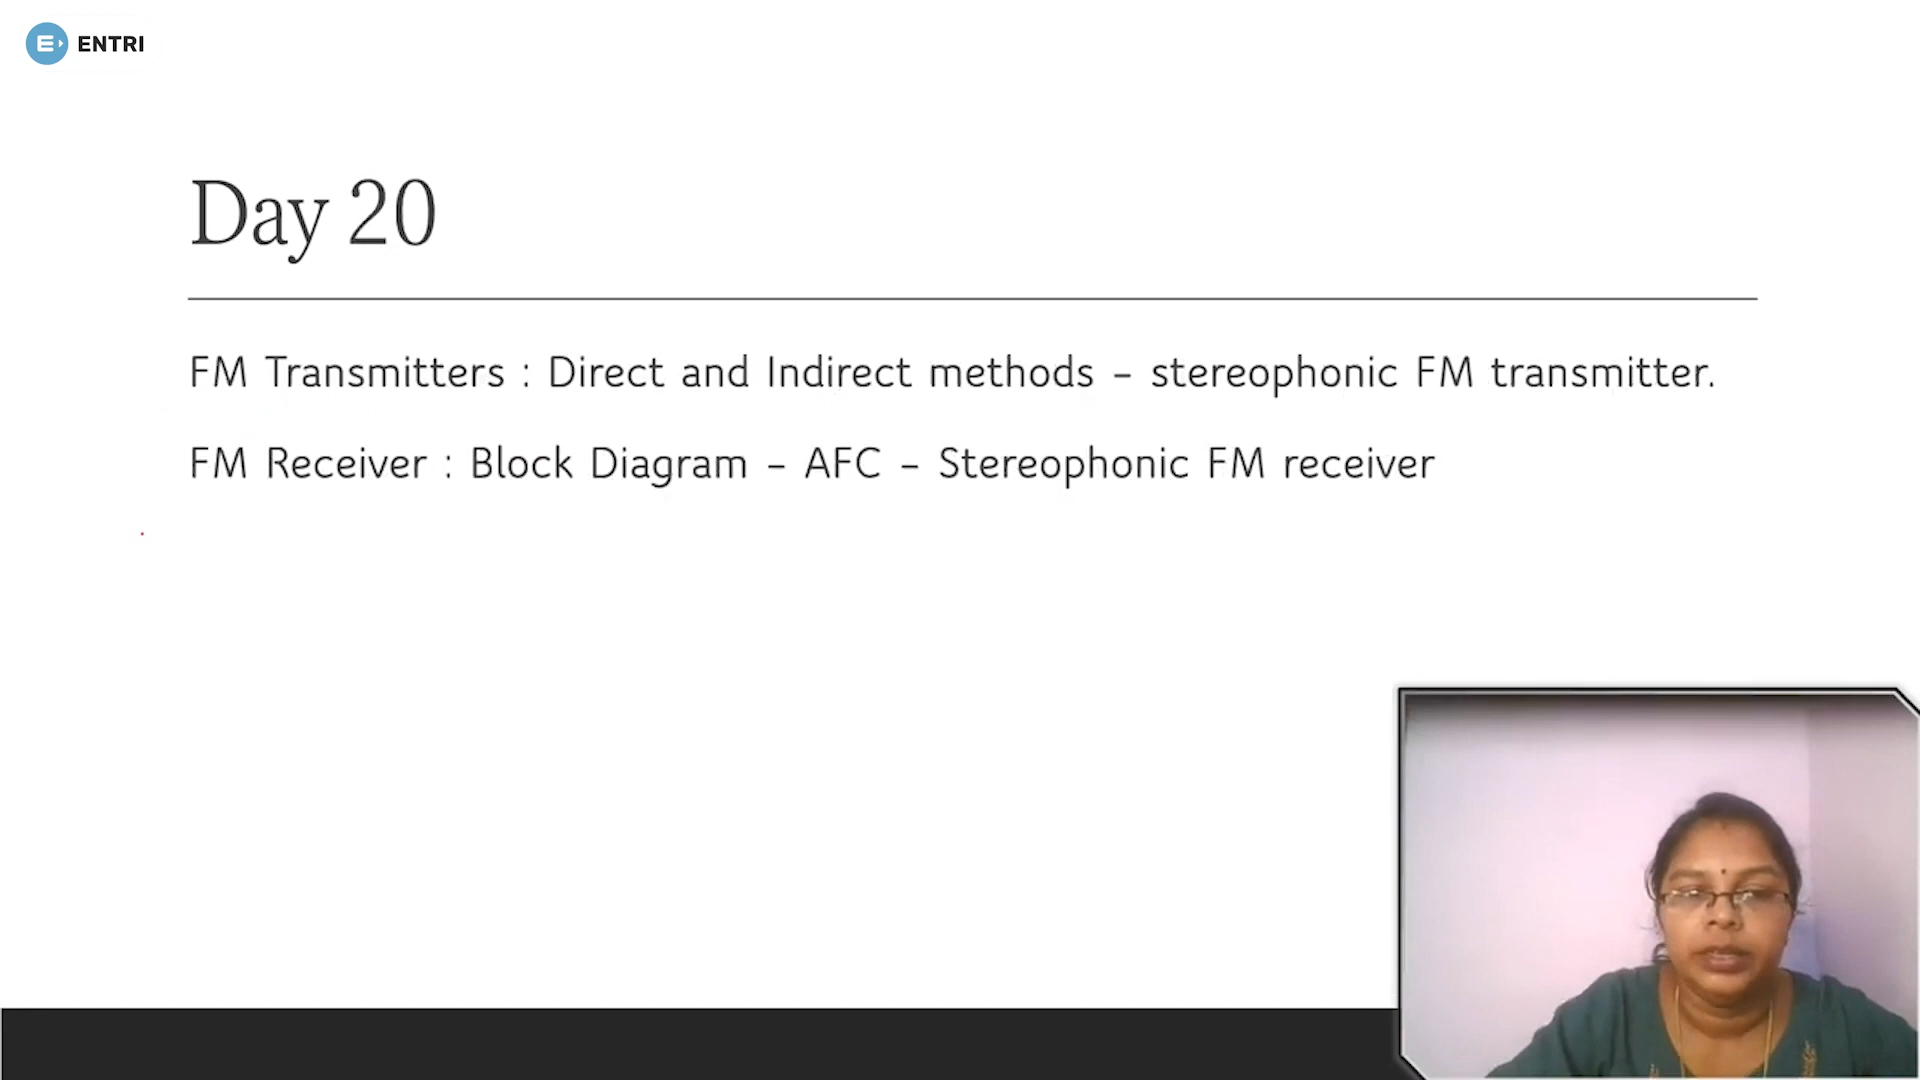 ENTRI
Day 20
FM Transmitters : Direct and Indirect methods – stereophonic FM transmitter.
FM Receiver : Block Diagram – AFC – Stereophonic FM receiver